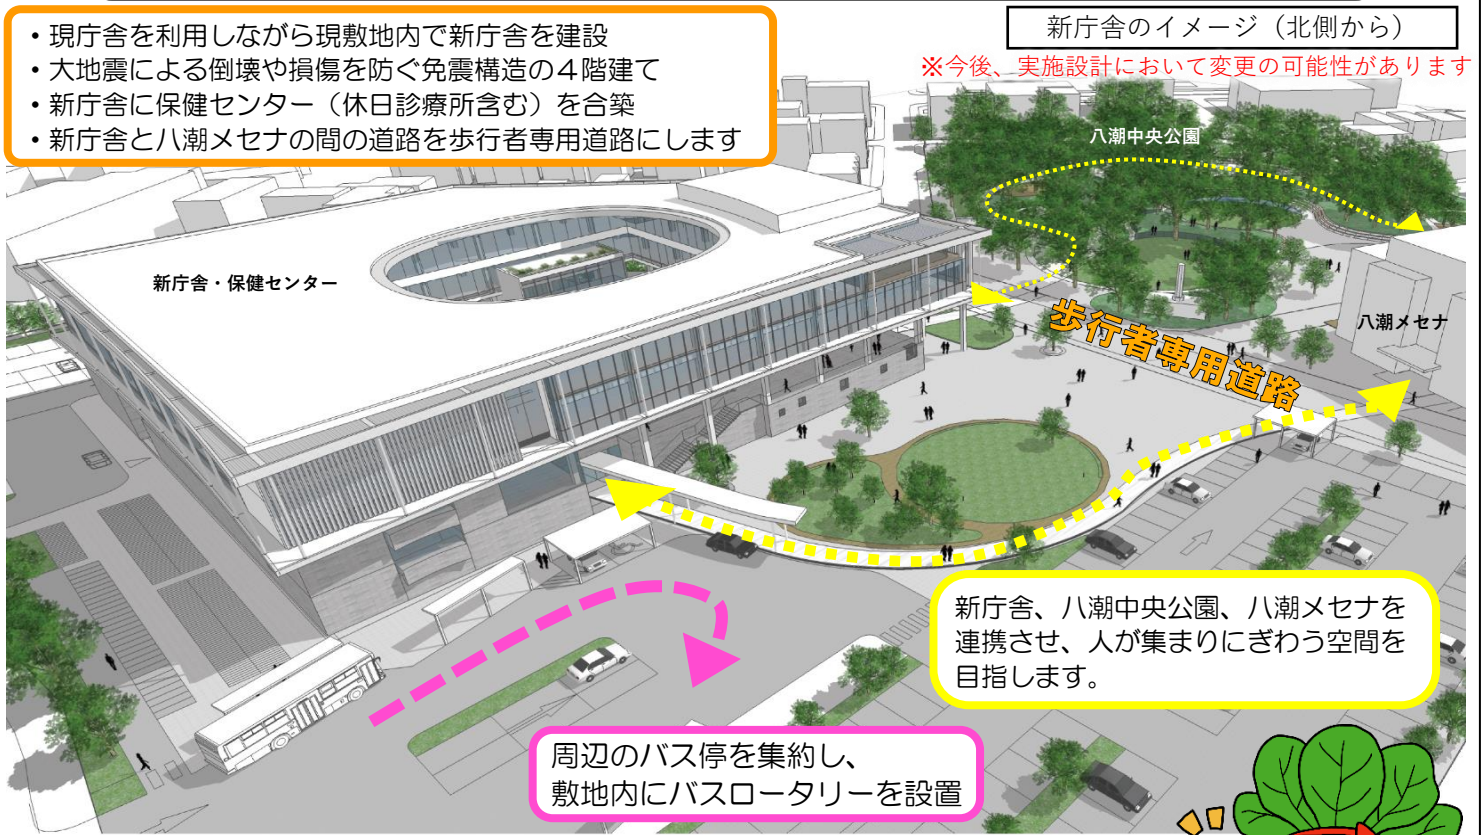 ・現庁舎を利用しながら現敷地内で新庁舎を建設
・大地震による倒壊や損傷を防ぐ免震構造の４階建て
・新庁舎に保健センター（休日診療所含む）を合築
・新庁舎と八潮メセナの間の道路を歩行者専用道路にします
新庁舎のイメージ（北側から）
※今後、実施設計において変更の可能性があります
八潮中央公園
新庁舎・保健センター
八潮メセナ
歩行者専用道路
新庁舎、八潮中央公園、八潮メセナを
連携させ、人が集まりにぎわう空間を
目指します。
周辺のバス停を集約し、
敷地内にバスロータリーを設置